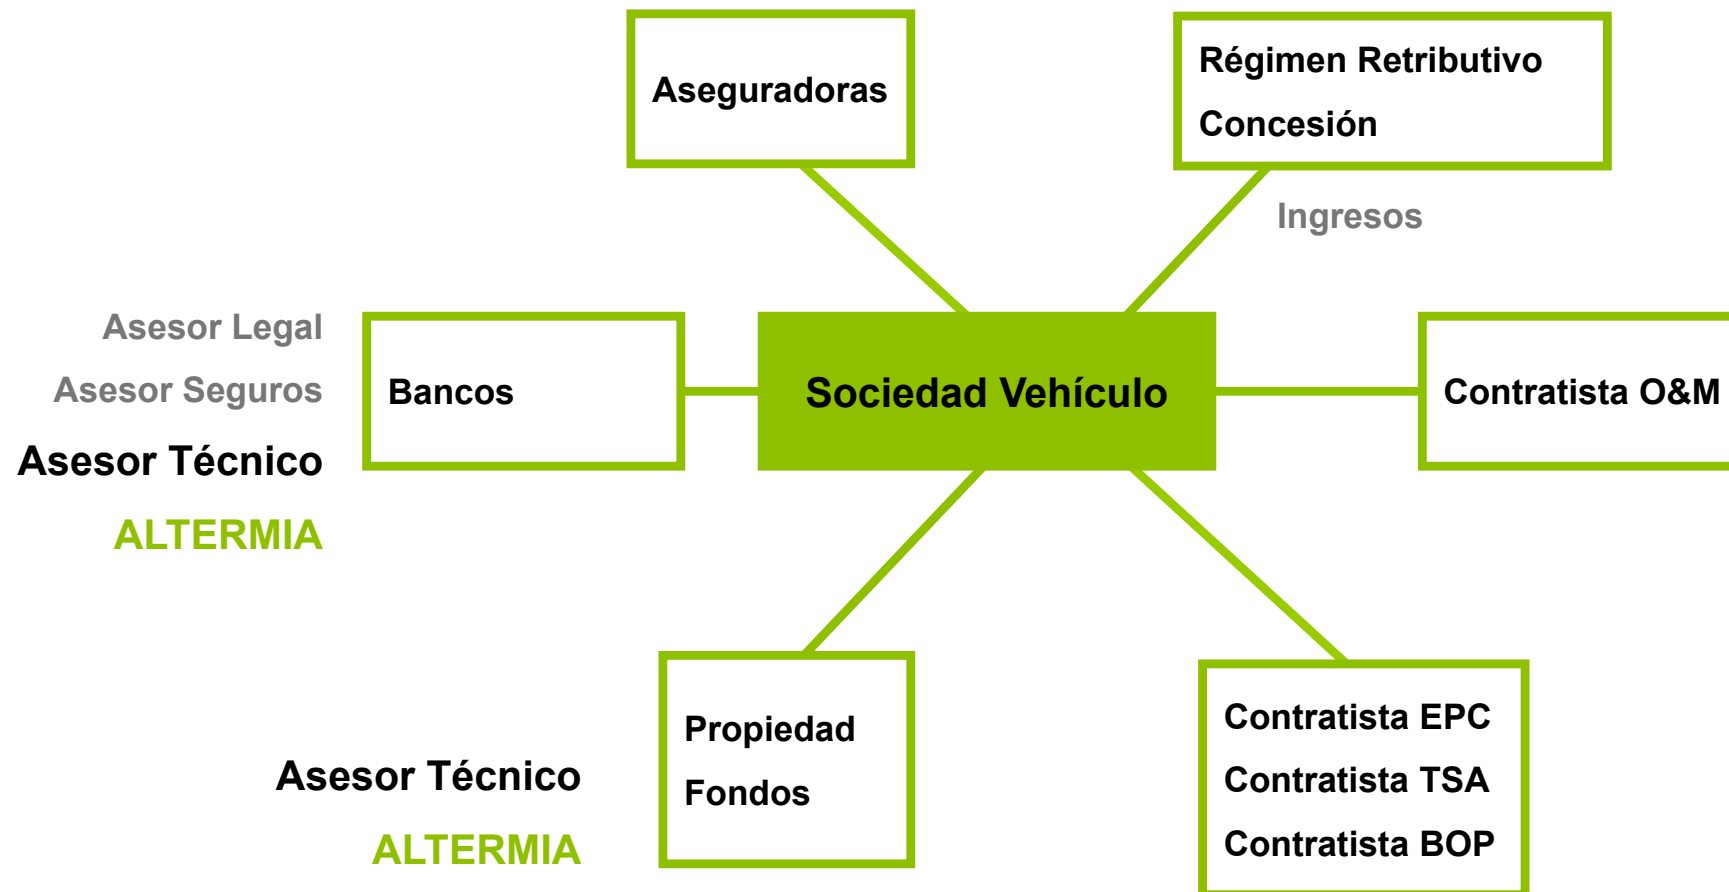 Aseguradoras
Régimen Retributivo
Concesión
Ingresos
Asesor Legal
Asesor Seguros
Asesor Técnico
ALTERMIA
Bancos
Sociedad Vehículo
Contratista O&M
Asesor Técnico
ALTERMIA
Propiedad
Fondos
Contratista EPC
Contratista TSA
Contratista BOP